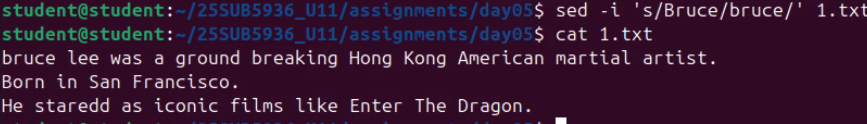 student@student:~/25SUB5936_U11/assignments/day05$ sed -i 's/Bruce/bruce/' 1.txt
student@student:~/25SUB5936_U11/assignments/day05$ cat 1.txt
bruce lee was a ground breaking Hong Kong American martial artist.
Born in San Francisco.
He staredd as iconic films like Enter The Dragon.